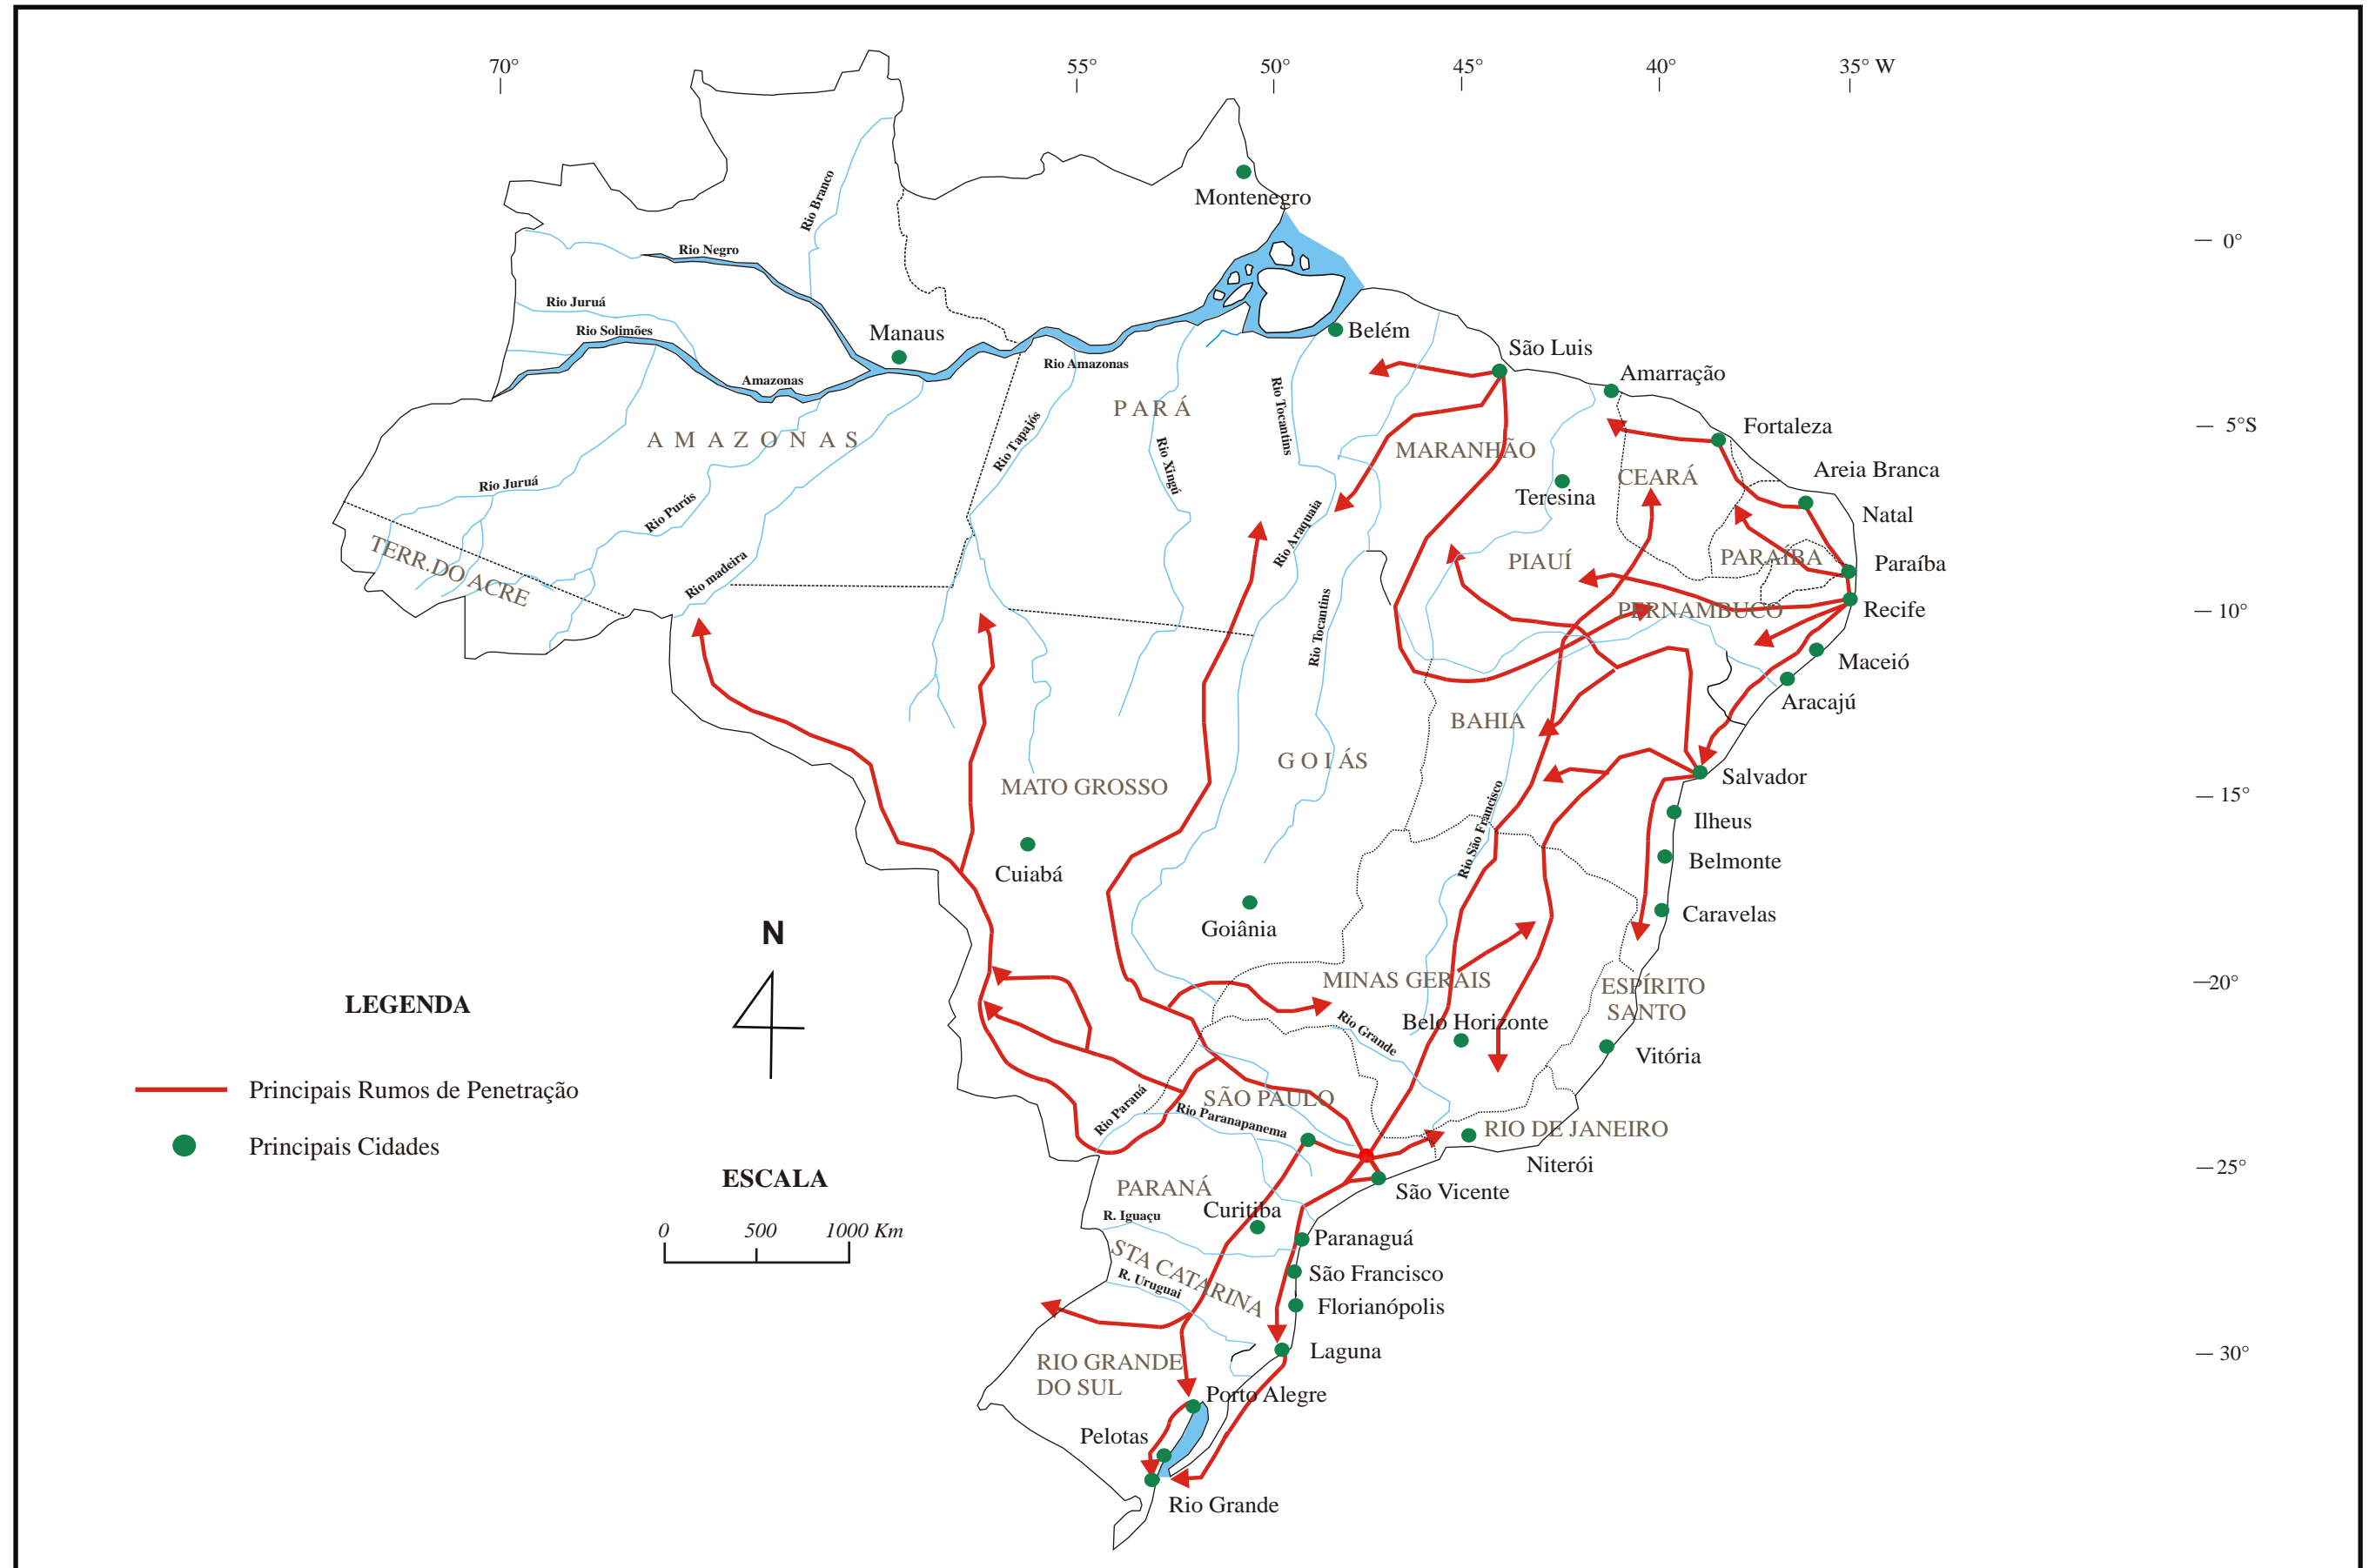 70°
55°
50°
45°
40°
35° W
Montenegro
Rio Branco
0°
Rio Negro
Rio Juruá
Rio Solimões
Manaus
Belém
São Luis
Rio Amazonas
Amazonas
Amarração
PARÁ
Rio Tocantins
5°S
Fortaleza
AMAZONAS
Rio Tapajós
Rio Xingú
MARANHÃO
CEARÁ
Areia Branca
Rio Juruá
Rio Purús
Teresina
Natal
Rio Araquaia
TERR.DO ACRE
Rio madeira
PIAUÍ
PARAÍBA
Paraíba
PERNAMBUCO
Recife
10°
Rio Tocantins
Maceió
Aracajú
BAHIA
GOIÁS
MATO GROSSO
Salvador
15°
Rio São Francisco
Ilheus
Cuiabá
Belmonte
Goiânia
Caravelas
N
MINAS GERAIS
ESPÍRITO
SANTO
20°
LEGENDA
Rio Grande
Belo Horizonte
Vitória
Principais Rumos de Penetração
Rio Paraná
SÃO PAULO
Rio Paranapanema
RIO DE JANEIRO
Principais Cidades
Niterói
25°
ESCALA
PARANÁ
São Vicente
Curitiba
R. Iguaçu
0
500
1000 Km
Paranaguá
STA CATARINA
São Francisco
R. Uruguai
Florianópolis
Laguna
30°
RIO GRANDE
DO SUL
Porto Alegre
Pelotas
Rio Grande